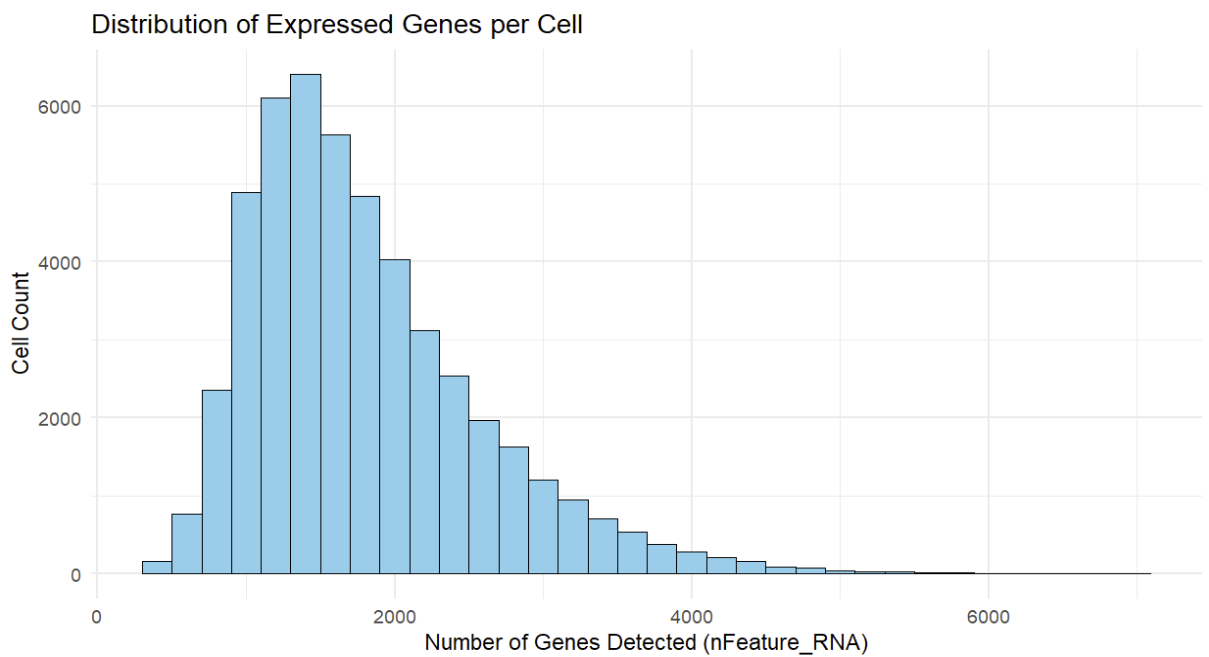 Distribution of Expressed Genes per Cell
6000
4000
2000
0
Cell Count
0 2000 4000 6000
Number of Genes Detected (nFeature_RNA)